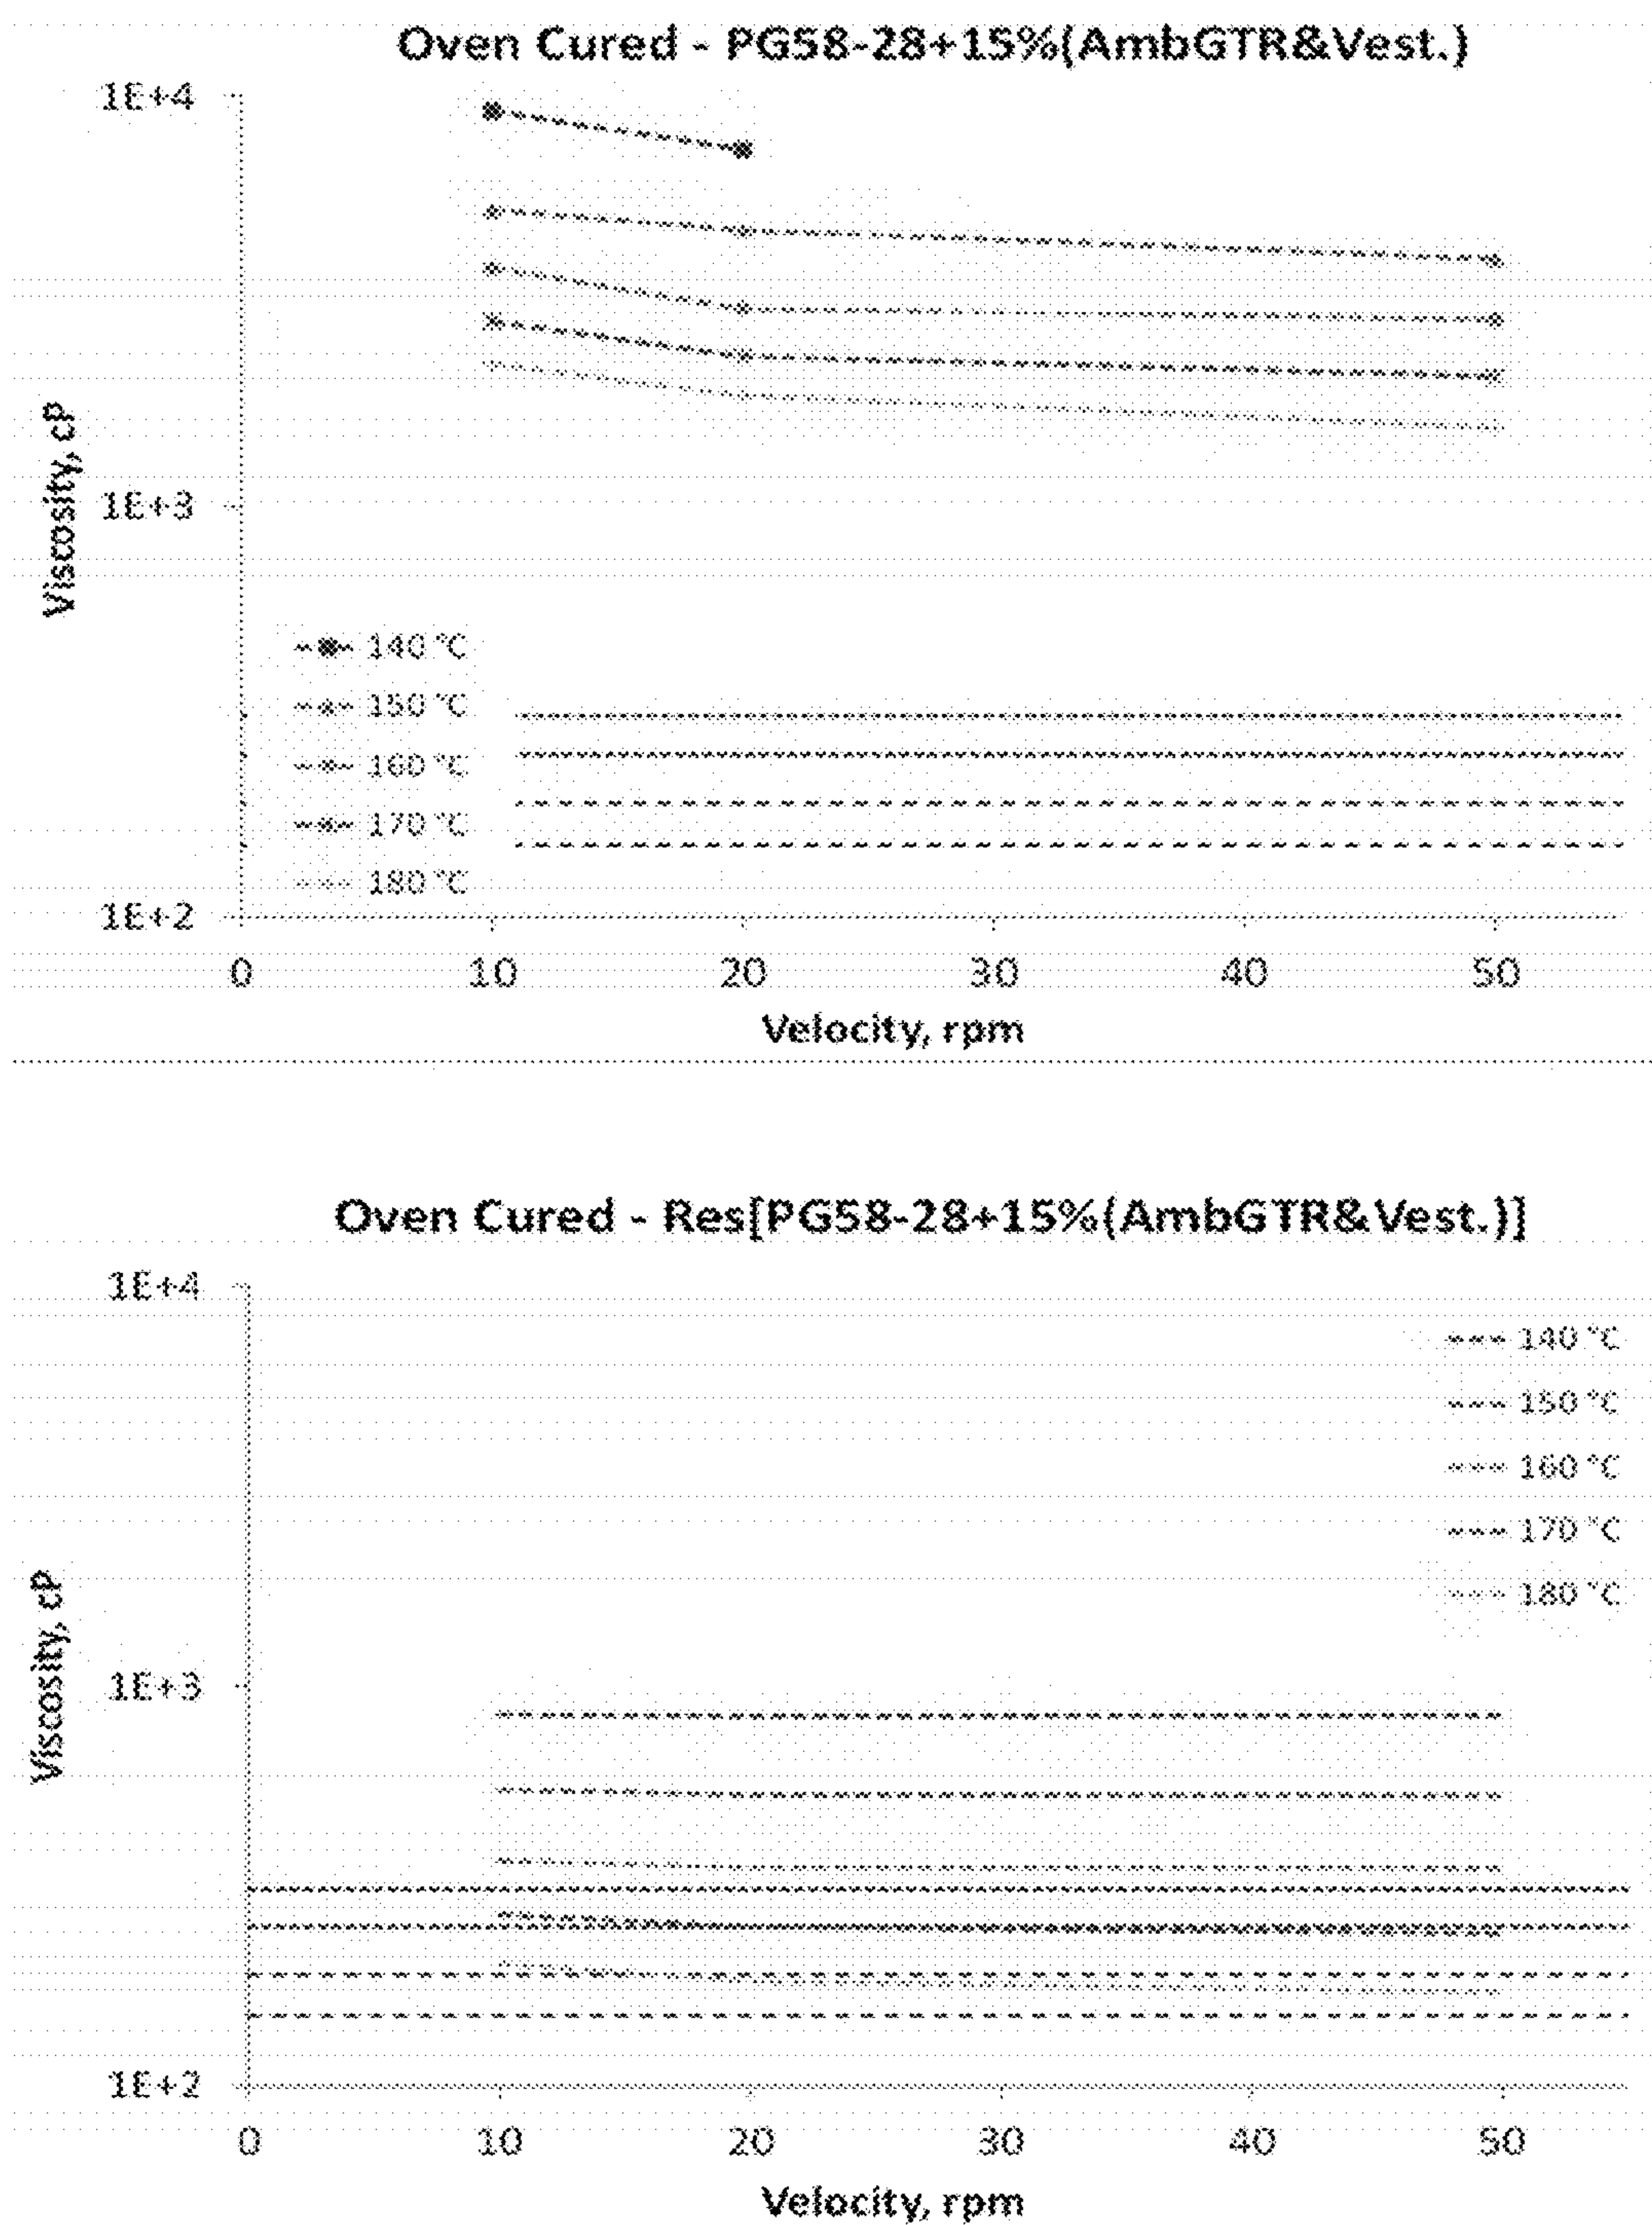 Oven Cured - PG58-28+15%(AmbGTR&Vest.)
1E+4
Viscosity, cP
1E+3
140 °C
150 °C
160 °C
170 °C
180 °C
1E+2
0 10 20 30 40 50
Velocity, rpm
Oven Cured - Res[PG58-28+15%(AmbGTR&Vest.)]
1E+4
140 °C
150 °C
160 °C
170 °C
180 °C
Viscosity, cP
1E+3
1E+2
0 10 20 30 40 50
Velocity, rpm